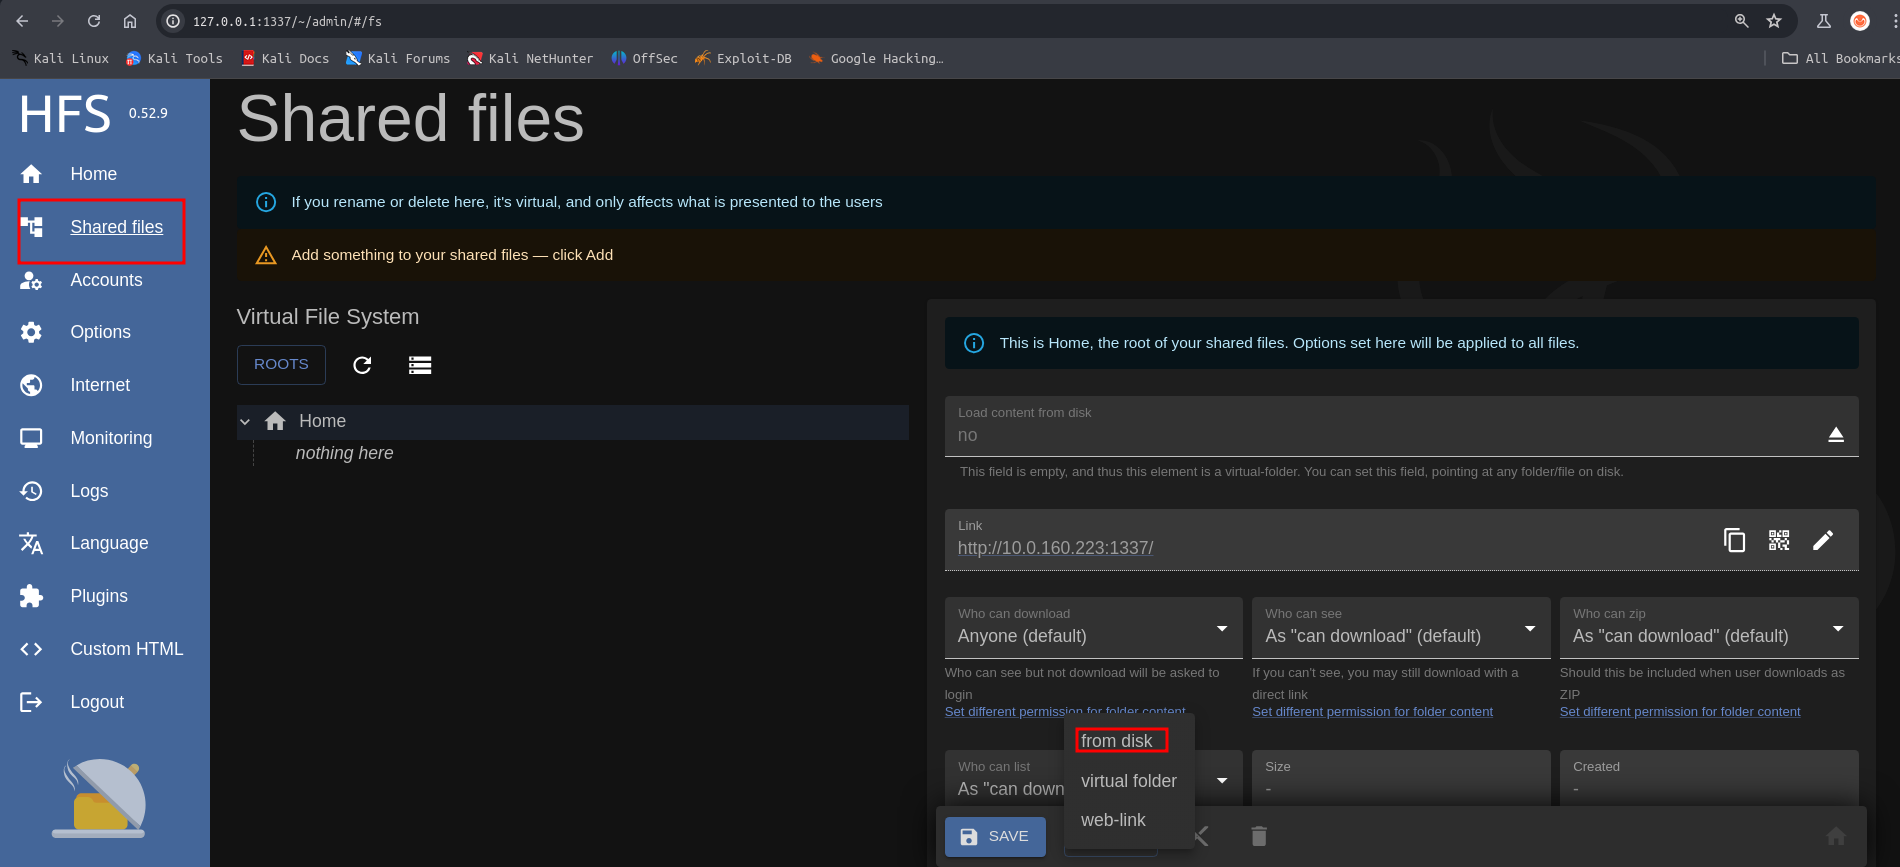 127.0.0.1:1337/~/admin/#/fs
Kali Linux Kali Tools Kali Docs Kali Forums Kali NetHunter OffSec Exploit-DB Google Hacking… All Bookmarks
HFS 0.52.9
Home
Shared files
Accounts
Options
Internet
Monitoring
Logs
Language
Plugins
Custom HTML
Logout
Shared files
If you rename or delete here, it's virtual, and only affects what is presented to the users
Add something to your shared files — click Add
Virtual File System
ROOTS
Home
nothing here
This is Home, the root of your shared files. Options set here will be applied to all files.
Load content from disk
no
This field is empty, and thus this element is a virtual-folder. You can set this field, pointing at any folder/file on disk.
Link
http://10.0.160.223:1337/
Who can download
Anyone (default)
Who can see but not download will be asked to
login
Set different permission for folder content
Who can see
As "can download" (default)
If you can't see, you may still download with a
direct link
Set different permission for folder content
Who can zip
As "can download" (default)
Should this be included when user downloads as
ZIP
Set different permission for folder content
Who can list
As "can down
Size
-
Created
-
from disk
virtual folder
web-link
SAVE